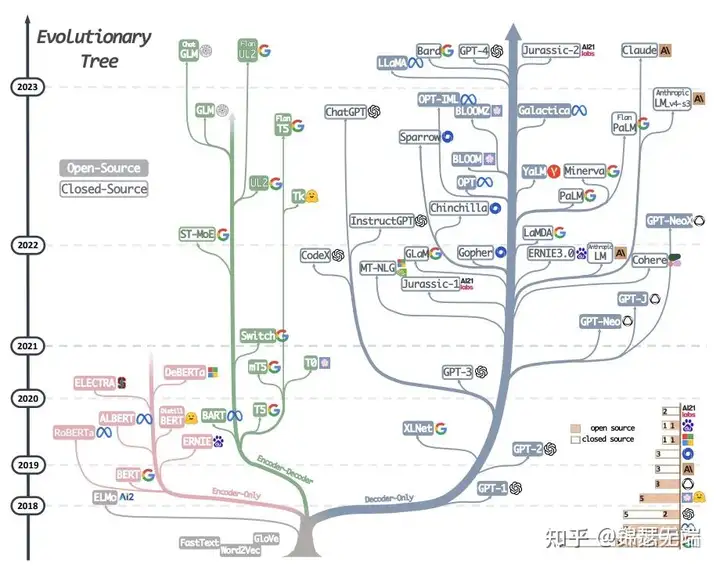 Evolutionary
Tree
2023
2022
2021
2020
2019
2018
Open-Source
Closed-Source
Chat
GLM
Flan
UL2
GLM
Flan
T5
UL2
Tk
ST-MoE
Switch
mT5
T0
BART
T5
Encoder-Decoder
DeBERTa
ELECTRA
ALBERT
Distill
BERT
RoBERTa
ERNIE
BERT
Encoder-Only
ELMo Ai2
FastText
Word2Vec
GloVe
Bard
GPT-4
Jurassic-2 AI21 labs
Claude
LLaMA
Anthropic
LM_v4-s3
OPT-IML
BLOOMZ
Galactica
ChatGPT
Flan
PaLM
Sparrow
BLOOM
YaLM
Minerva
OPT
PaLM
Chinchilla
InstructGPT
GPT-NeoX
LaMDA
CodeX
GLaM
Gopher
ERNIE3.0
Anthropic
LM
Cohere
MT-NLG
Jurassic-1 AI21 labs
GPT-J
GPT-Neo
GPT-3
XLNet
GPT-2
GPT-1
Decoder-Only
open source
closed source
2 AI21 labs
1 1
1 1
3
3
3
5
5 2
知乎 @锦瑟先端